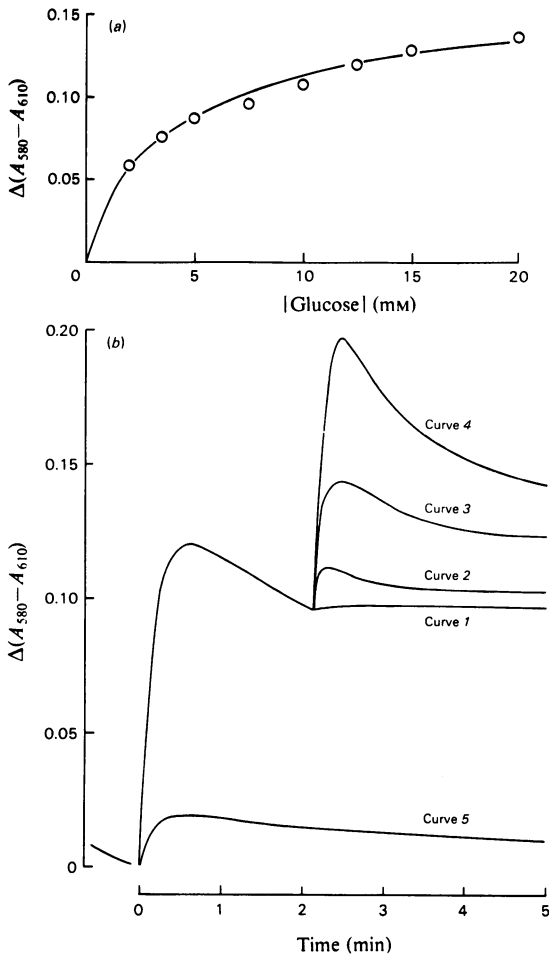 (a)
0.15
0.10
0.05
0
Δ(A580−A610)
0 5 10 15 20
|Glucose| (mM)
(b)
0.20
0.15
0.10
0.05
0
Δ(A580−A610)
Curve 4
Curve 3
Curve 2
Curve 1
Curve 5
0 1 2 3 4 5
Time (min)